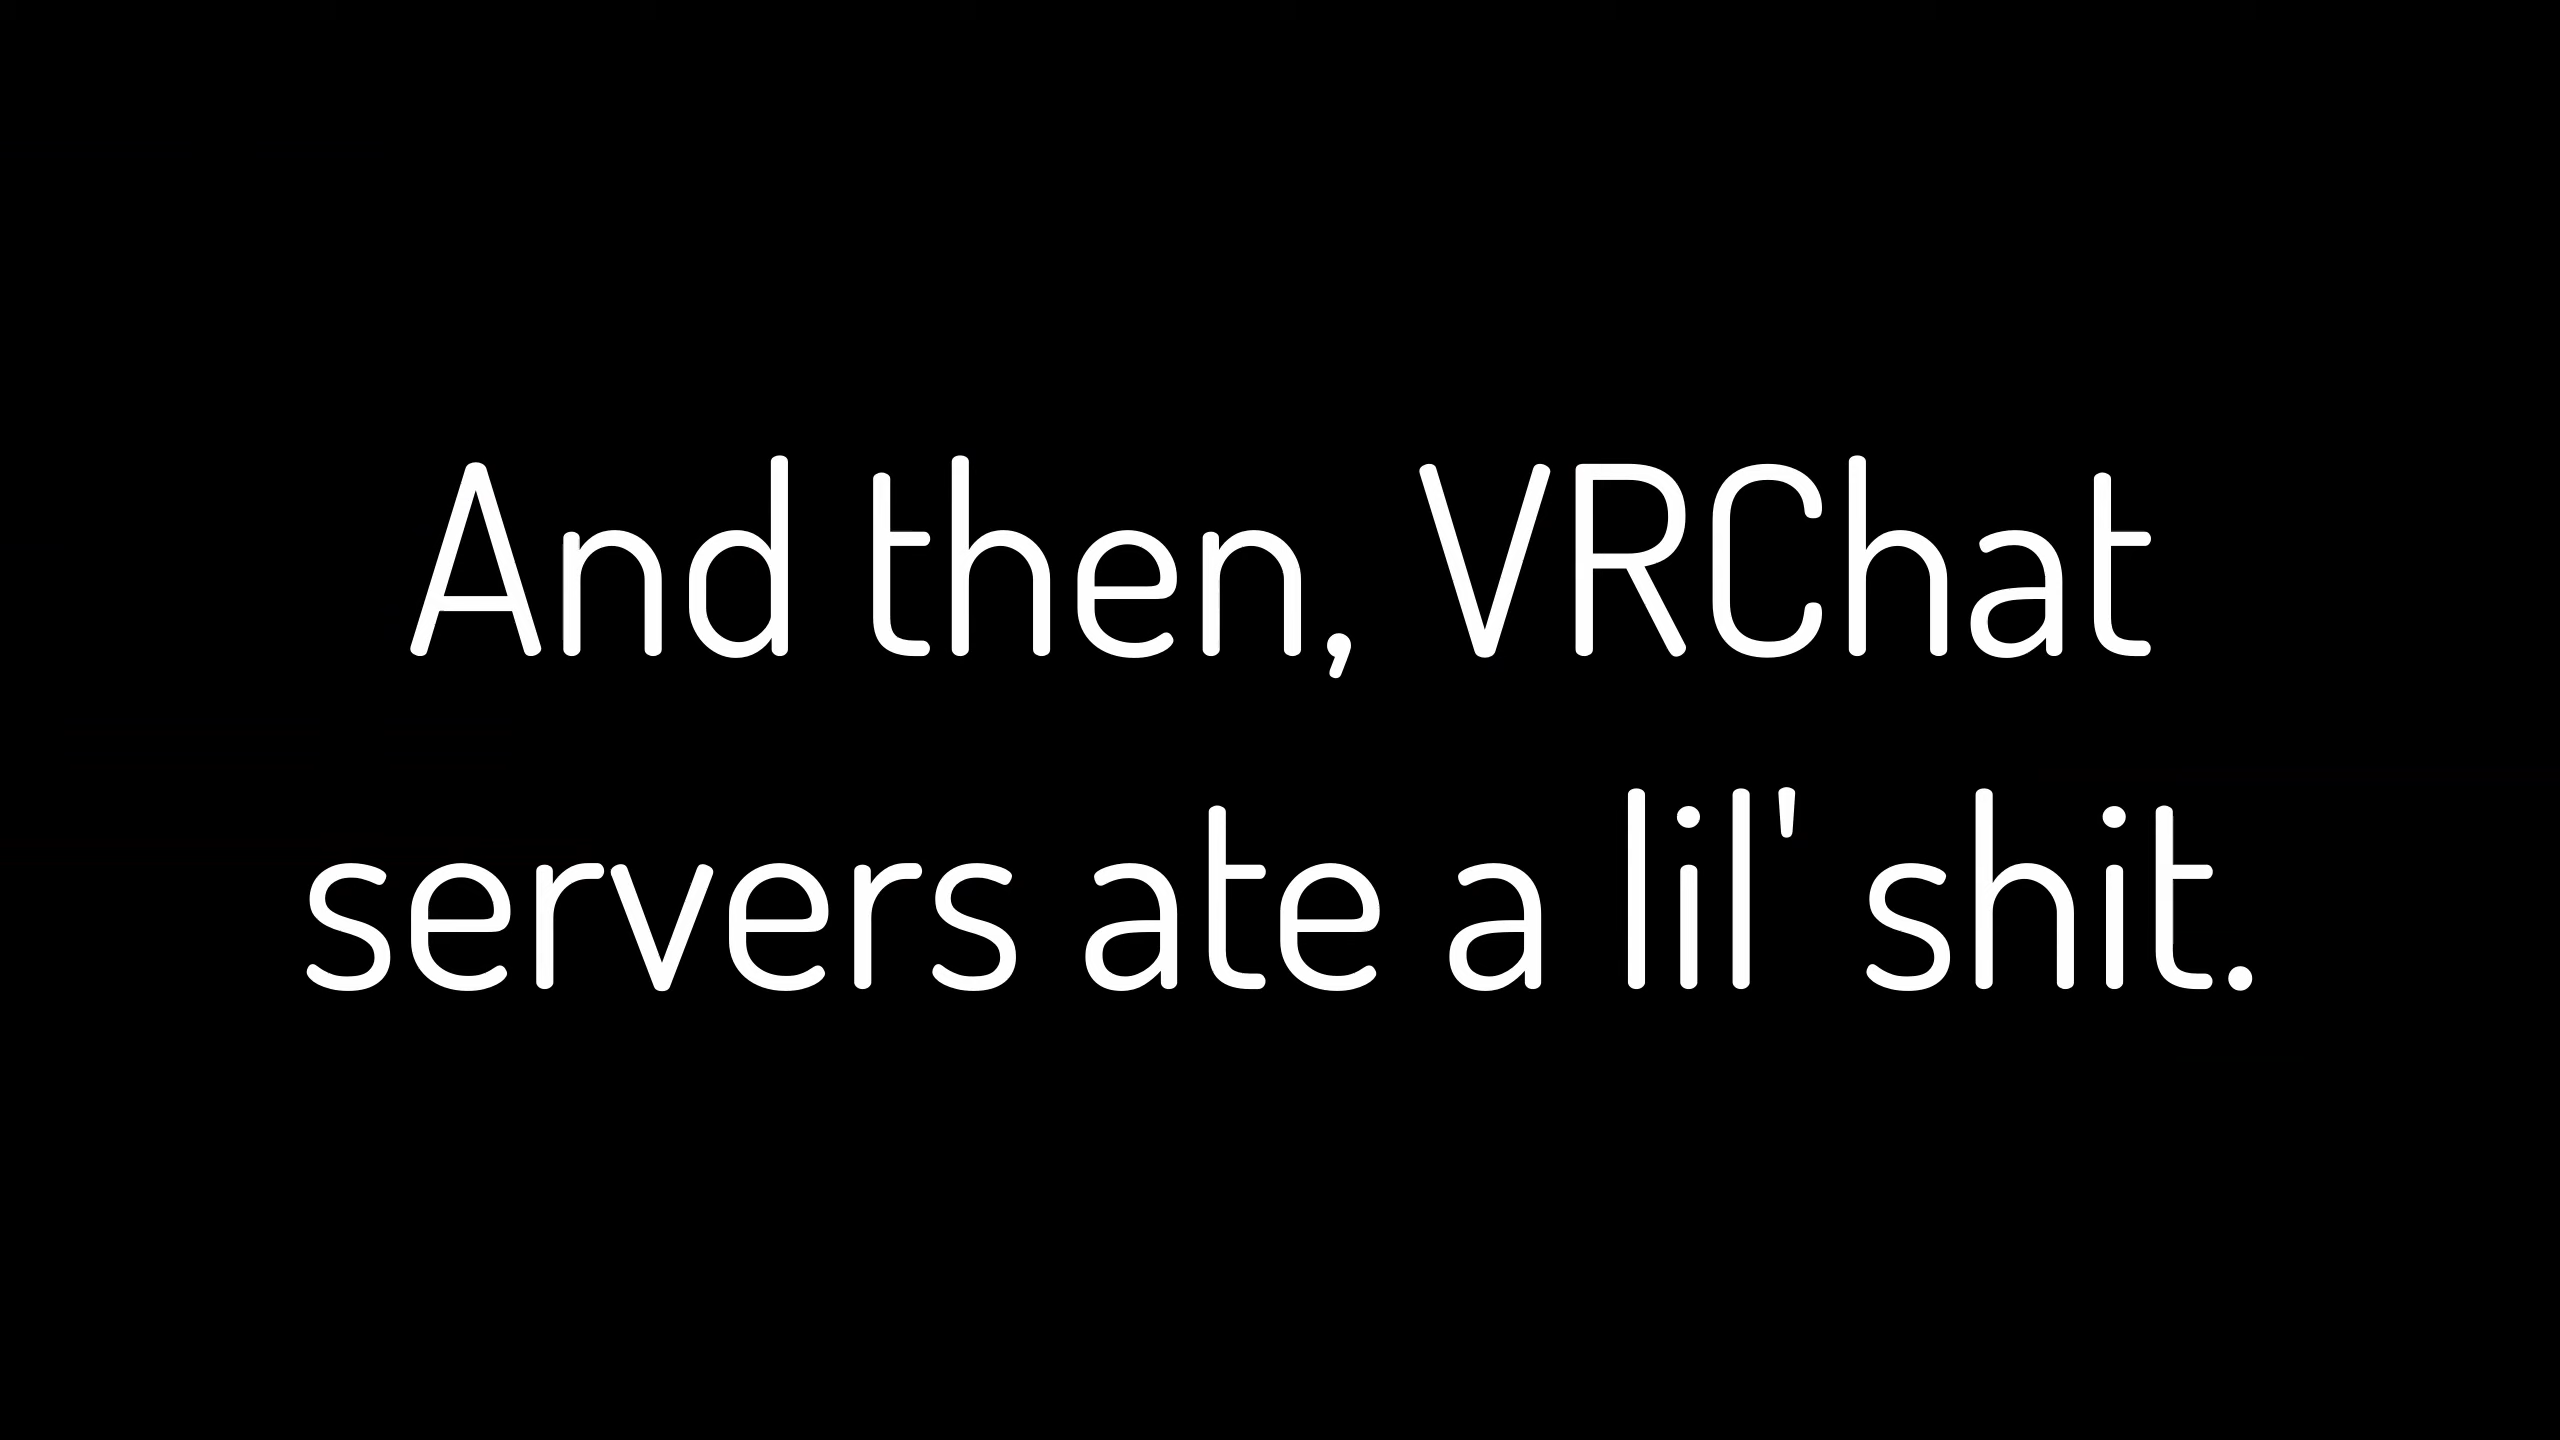 And then, VRChat
servers ate a lil' shit.